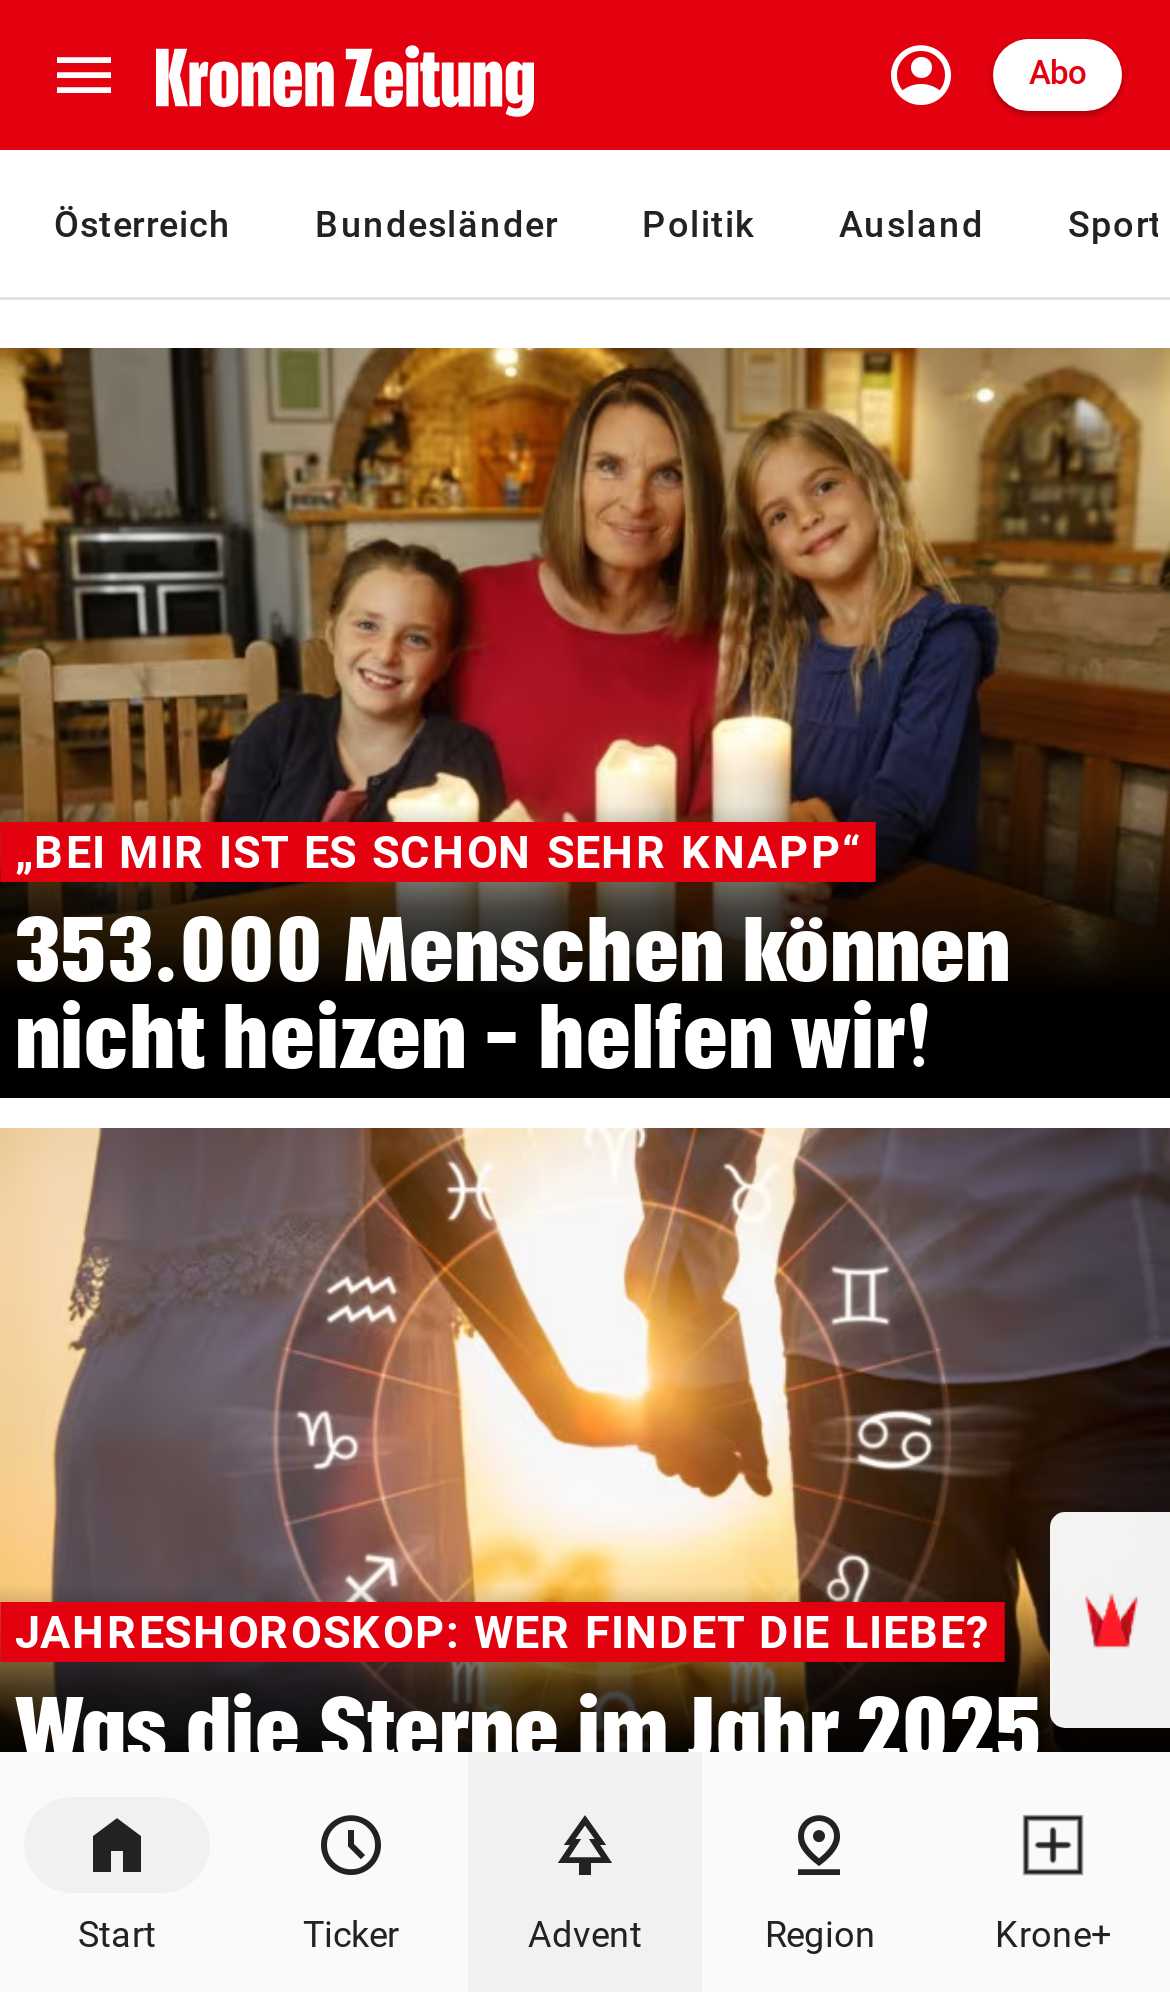 Kronen Zeitung
Abo
Österreich Bundesländer Politik Ausland Sport
„BEI MIR IST ES SCHON SEHR KNAPP“
353.000 Menschen können
nicht heizen – helfen wir!
JAHRESHOROSKOP: WER FINDET DIE LIEBE?
Was die Sterne im Jahr 2025
Start Ticker Advent Region Krone+